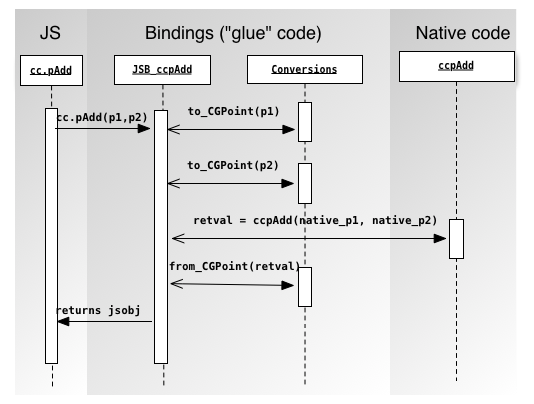 JS
Bindings ("glue" code)
Native code
cc.pAdd
JSB_ccpAdd
Conversions
ccpAdd
cc.pAdd(p1,p2)
to_CGPoint(p1)
to_CGPoint(p2)
retval = ccpAdd(native_p1, native_p2)
from_CGPoint(retval)
returns jsobj